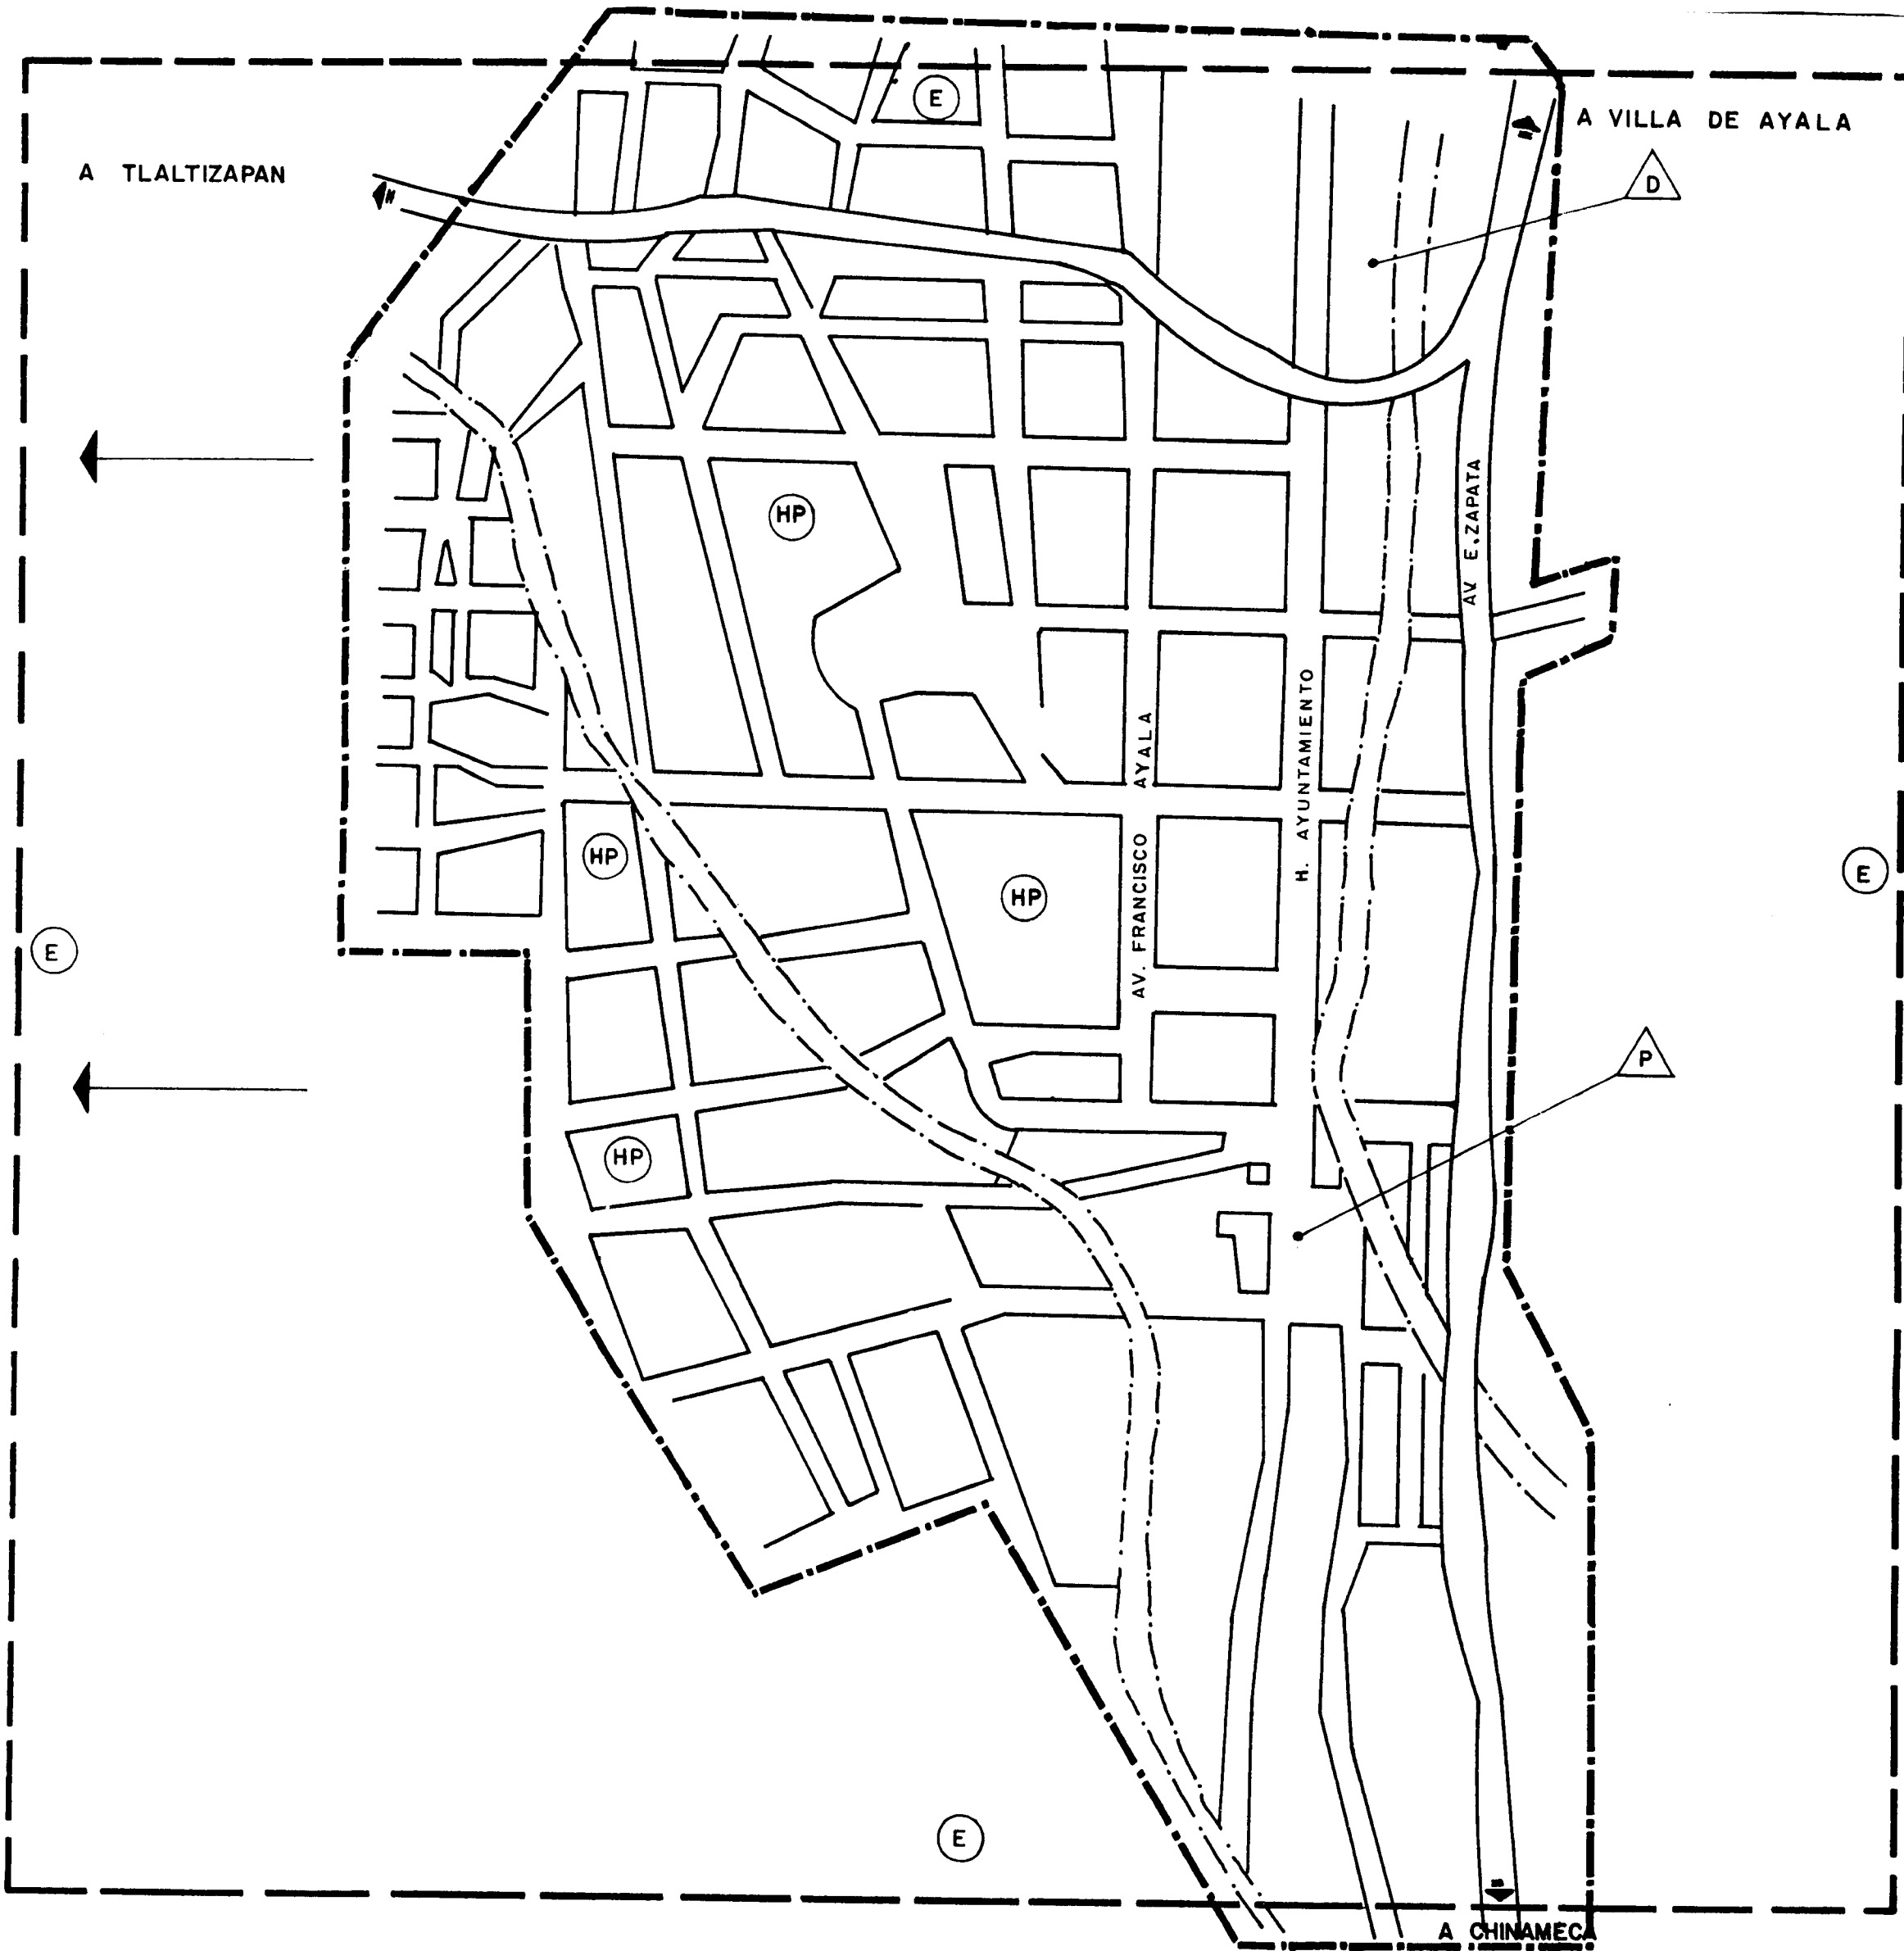 E
A VILLA DE AYALA
A TLALTIZAPAN
D
AV. E. ZAPATA
HP
H. AYUNTAMIENTO
AV. FRANCISCO AYALA
HP
E
HP
E
P
HP
E
A CHINAMECA